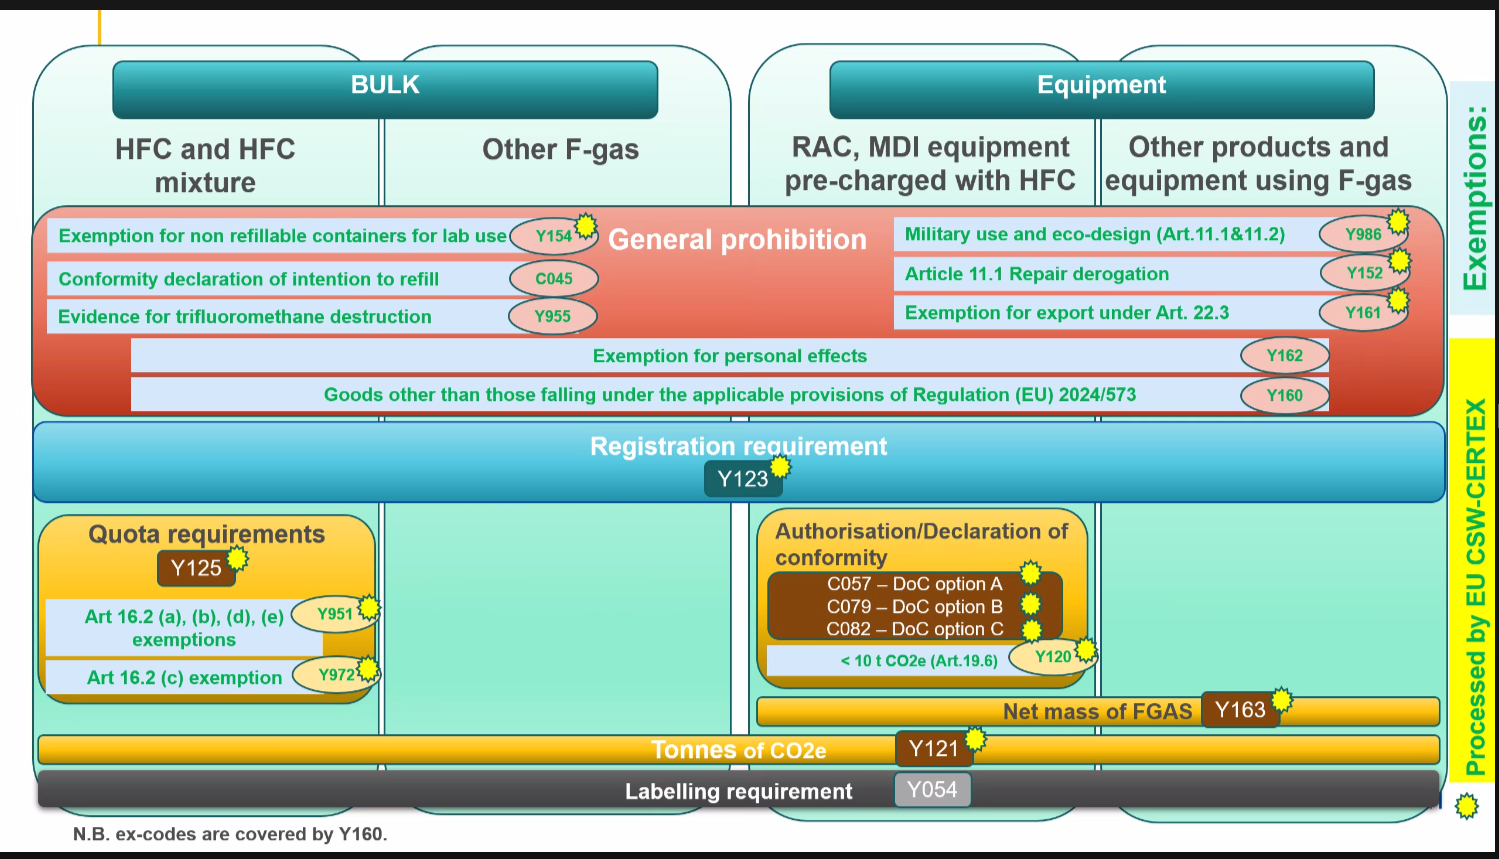 BULK
Equipment
HFC and HFC
mixture
Other F-gas
RAC, MDI equipment
pre-charged with HFC
Other products and
equipment using F-gas
Exemptions:
General prohibition
Exemption for non refillable containers for lab use
Y154
Conformity declaration of intention to refill
C045
Evidence for trifluoromethane destruction
Y955
Military use and eco-design (Art.11.1&11.2)
Y986
Article 11.1 Repair derogation
Y152
Exemption for export under Art. 22.3
Y161
Exemption for personal effects
Y162
Goods other than those falling under the applicable provisions of Regulation (EU) 2024/573
Y160
Registration requirement
Y123
Quota requirements
Y125
Art 16.2 (a), (b), (d), (e)
exemptions
Y951
Art 16.2 (c) exemption
Y972
Authorisation/Declaration of
conformity
C057 – DoC option A
C079 – DoC option B
C082 – DoC option C
< 10 t CO2e (Art.19.6)
Y120
Net mass of FGAS
Y163
Tonnes of CO2e
Y121
Labelling requirement
Y054
Processed by EU CSW-CERTEX
N.B. ex-codes are covered by Y160.